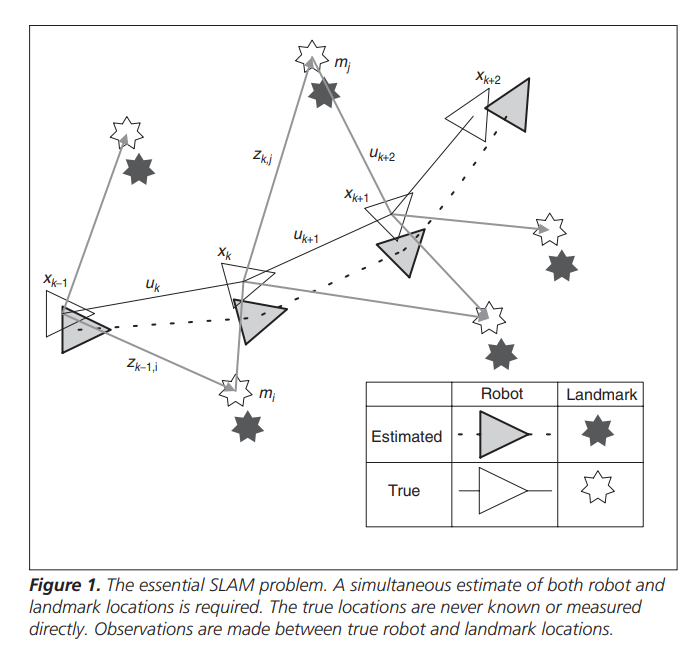 m_j
x_{k+2}
z_{k,j}
u_{k+2}
x_{k+1}
u_{k+1}
x_k
x_{k−1}
u_k
z_{k−1,i}
m_i
Robot Landmark
Estimated
True
Figure 1. The essential SLAM problem. A simultaneous estimate of both robot and
landmark locations is required. The true locations are never known or measured
directly. Observations are made between true robot and landmark locations.